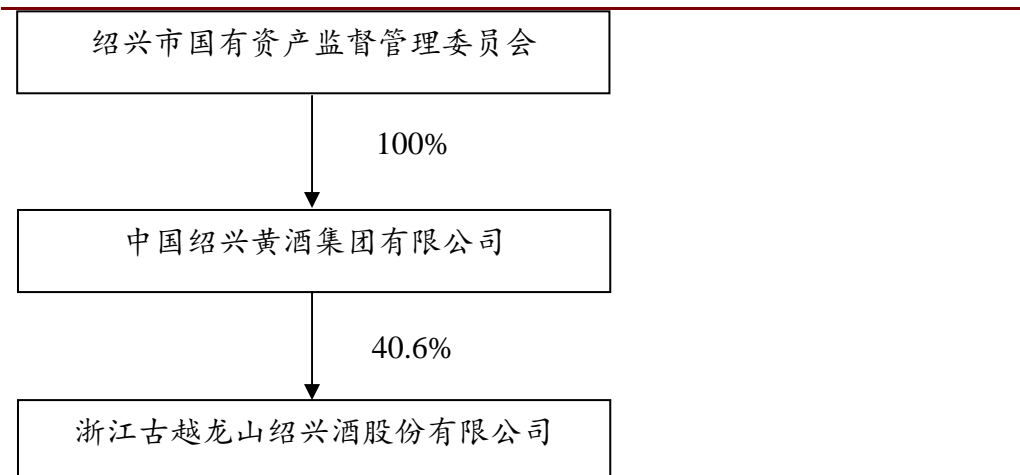 绍兴市国有资产监督管理委员会
100%
中国绍兴黄酒集团有限公司
40.6%
浙江古越龙山绍兴酒股份有限公司